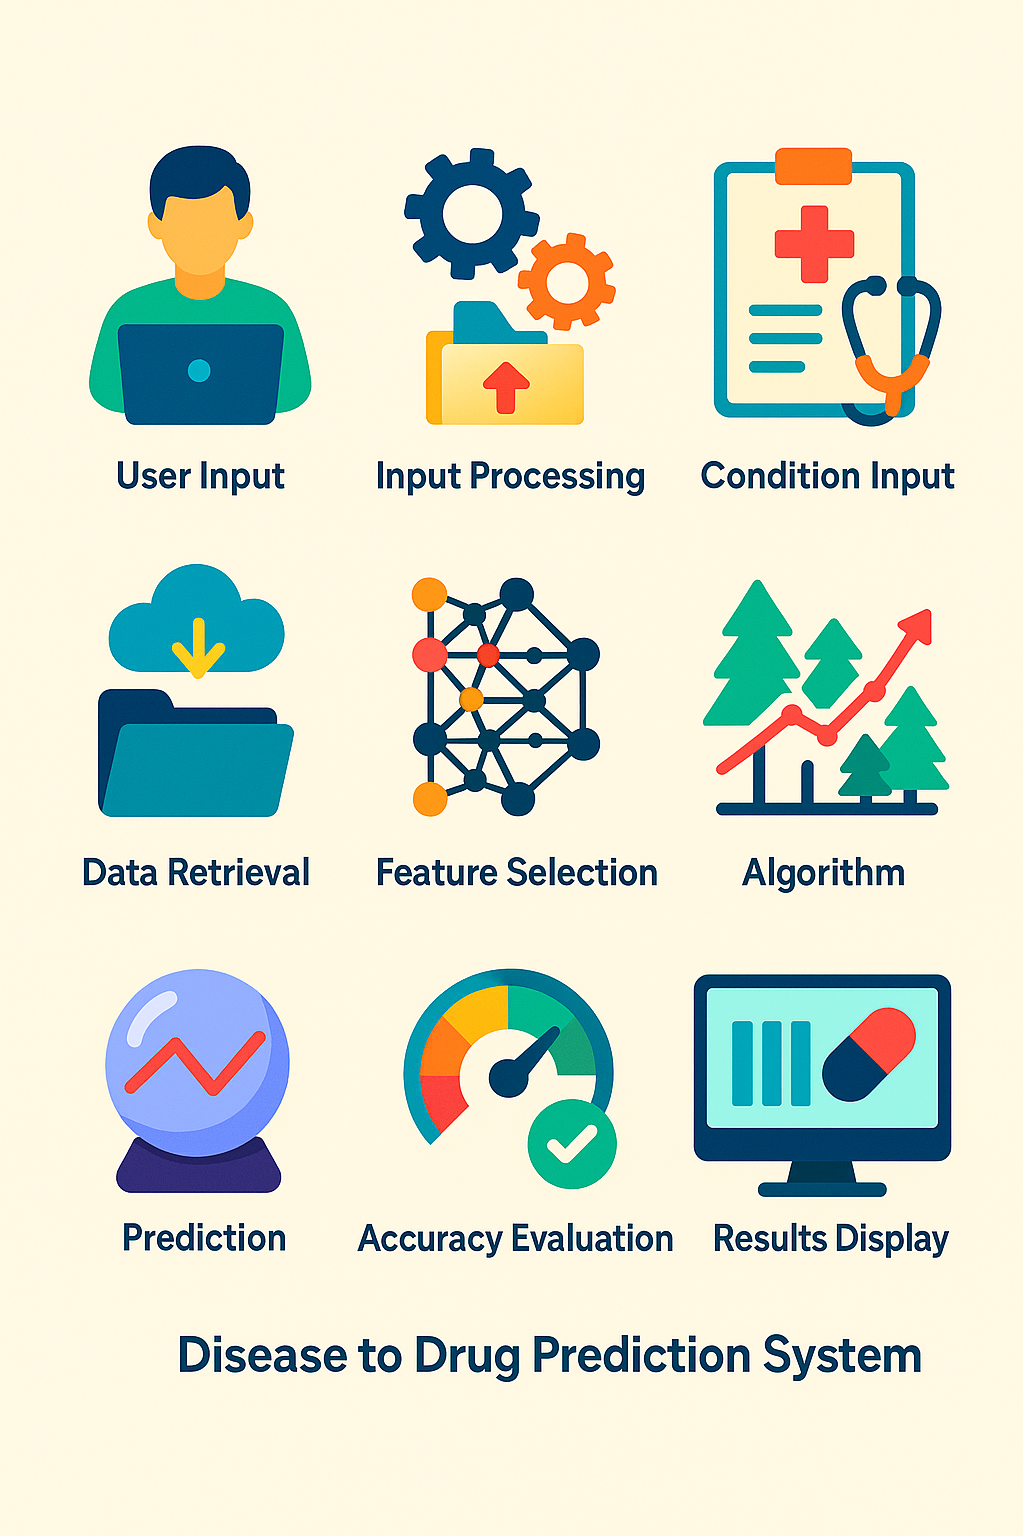 User Input
Input Processing
Condition Input
Data Retrieval
Feature Selection
Algorithm
Prediction
Accuracy Evaluation
Results Display
Disease to Drug Prediction System